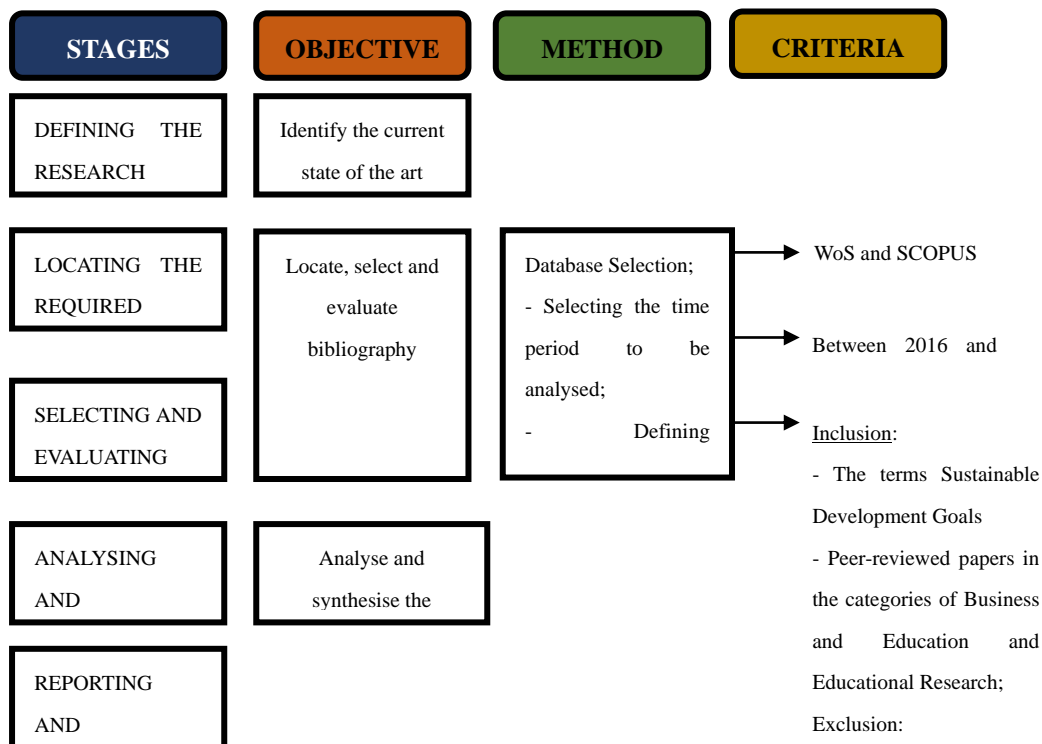 STAGES
OBJECTIVE
METHOD
CRITERIA
DEFINING THE
RESEARCH
Identify the current
state of the art
LOCATING THE
REQUIRED
Locate, select and
evaluate
bibliography
Database Selection;
- Selecting the time
period to be
analysed;
- Defining
WoS and SCOPUS
Between 2016 and
SELECTING AND
EVALUATING
Inclusion:
- The terms Sustainable
Development Goals
- Peer-reviewed papers in
the categories of Business
and Education and
Educational Research;
Exclusion:
ANALYSING
AND
Analyse and
synthesise the
REPORTING
AND